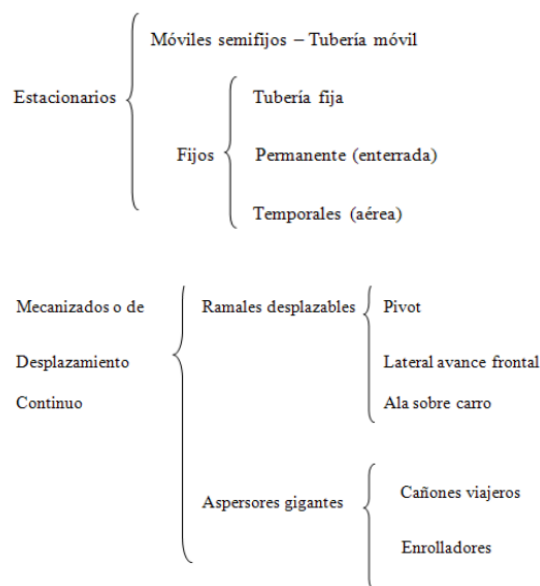 Móviles semifijos – Tubería móvil
Estacionarios
Tubería fija
Fijos
Permanente (enterrada)
Temporales (aérea)
Mecanizados o de
Desplazamiento
Continuo
Ramales desplazables
Pivot
Lateral avance frontal
Ala sobre carro
Aspersores gigantes
Cañones viajeros
Enrolladores